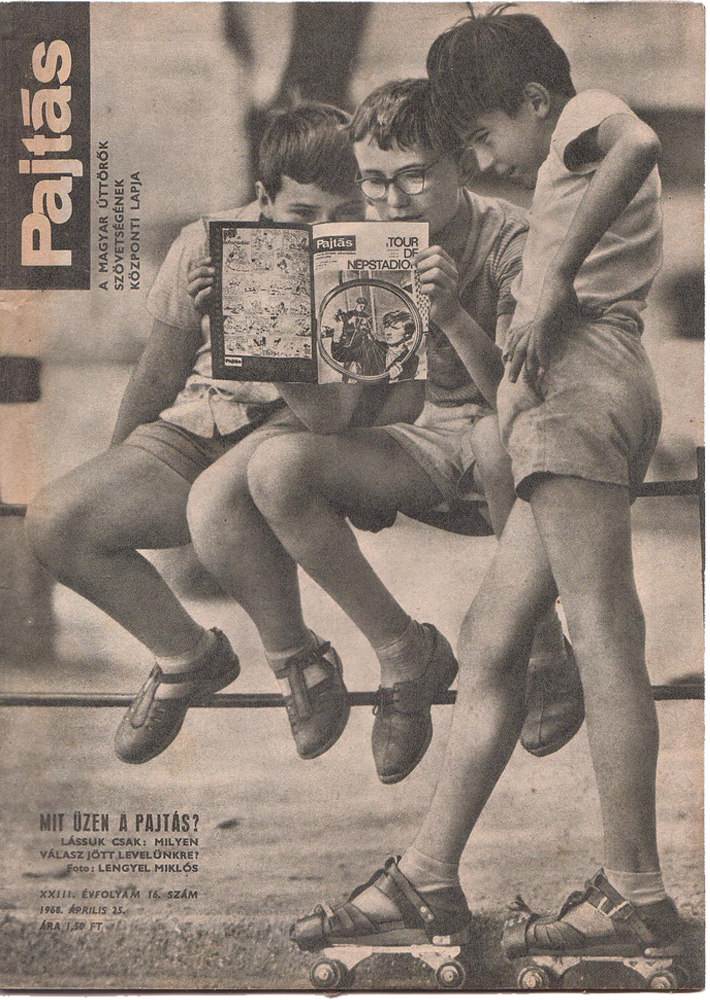 Pajtás
A MAGYAR ÚTTÖRŐK
SZÖVETSÉGÉNEK
KÖZPONTI LAPJA
Pajtás
TOUR
DE
NÉPSTADION
Pajtás
MIT ÜZEN A PAJTÁS?
LÁSSUK CSAK: MILYEN
VÁLASZ JÖTT LEVELÜNKRE?
Foto: LENGYEL MIKLÓS
XXIII. ÉVFOLYAM 16. SZÁM
1968. ÁPRILIS 25.
ÁRA 1,50 FT